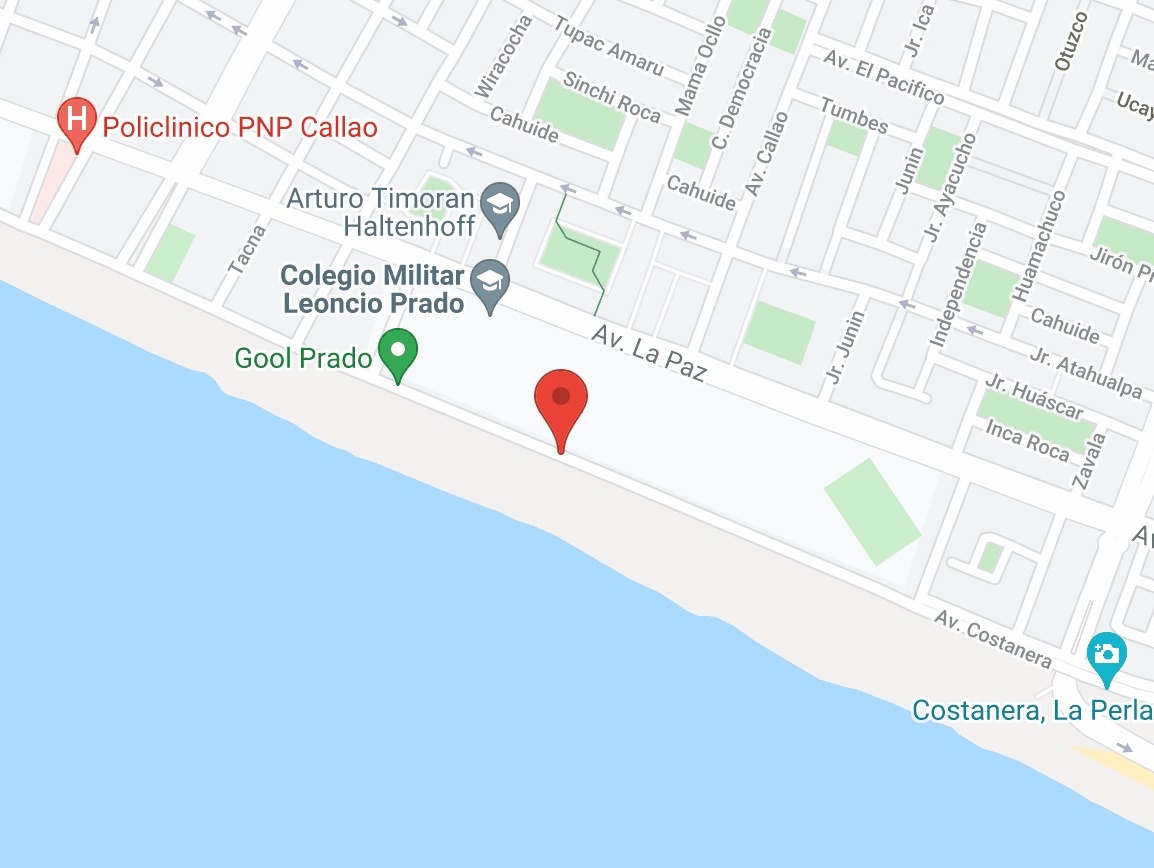 Jr. Ica
Otuzco
Mama Ocllo
Wiracocha
Tupac Amaru
C. Democracia
Av. El Pacifico
Sinchi Roca
Tumbes
H
Policlinico PNP Callao
Cahuide
Av. Callao
Junin
Jr. Ayacucho
Arturo Timoran
Haltenhoff
Cahuide
Huamachuco
Tacna
Independencia
Colegio Militar
Leoncio Prado
Cahuide
Av. La Paz
Jr. Junin
Gool Prado
Jr. Atahualpa
Jr. Huáscar
Inca Roca
Zavala
Av. Costanera
Costanera, La Perla